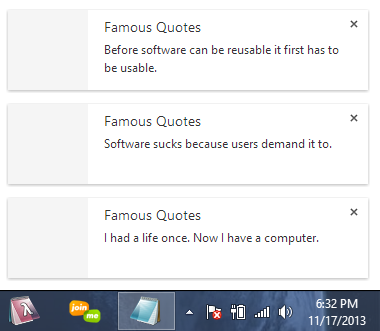 Famous Quotes
Before software can be reusable it first has to
be usable.
Famous Quotes
Software sucks because users demand it to.
Famous Quotes
I had a life once. Now I have a computer.
join
me
6:32 PM
11/17/2013